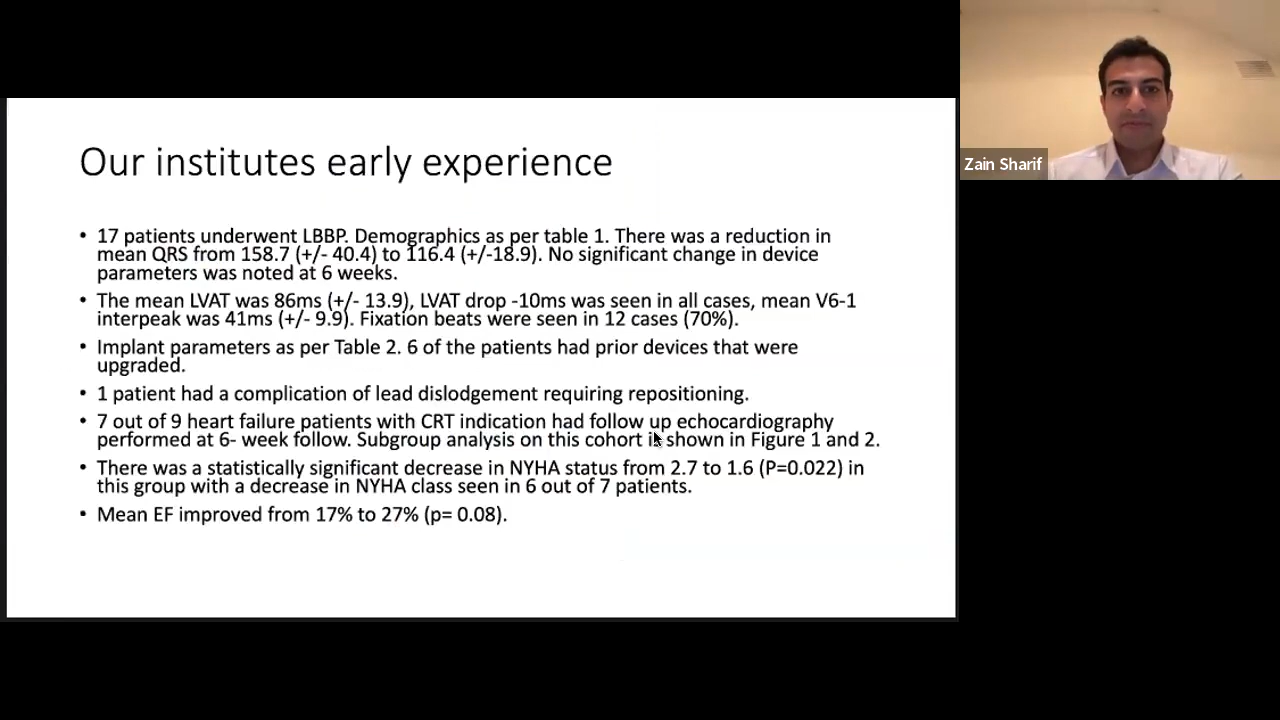 Our institutes early experience
• 17 patients underwent LBBP. Demographics as per table 1. There was a reduction in
mean QRS from 158.7 (+/- 40.4) to 116.4 (+/-18.9). No significant change in device
parameters was noted at 6 weeks.
• The mean LVAT was 86ms (+/- 13.9), LVAT drop -10ms was seen in all cases, mean V6-1
interpeak was 41ms (+/- 9.9). Fixation beats were seen in 12 cases (70%).
• Implant parameters as per Table 2. 6 of the patients had prior devices that were
upgraded.
• 1 patient had a complication of lead dislodgement requiring repositioning.
• 7 out of 9 heart failure patients with CRT indication had follow up echocardiography
performed at 6- week follow. Subgroup analysis on this cohort is shown in Figure 1 and 2.
• There was a statistically significant decrease in NYHA status from 2.7 to 1.6 (P=0.022) in
this group with a decrease in NYHA class seen in 6 out of 7 patients.
• Mean EF improved from 17% to 27% (p= 0.08).
Zain Sharif